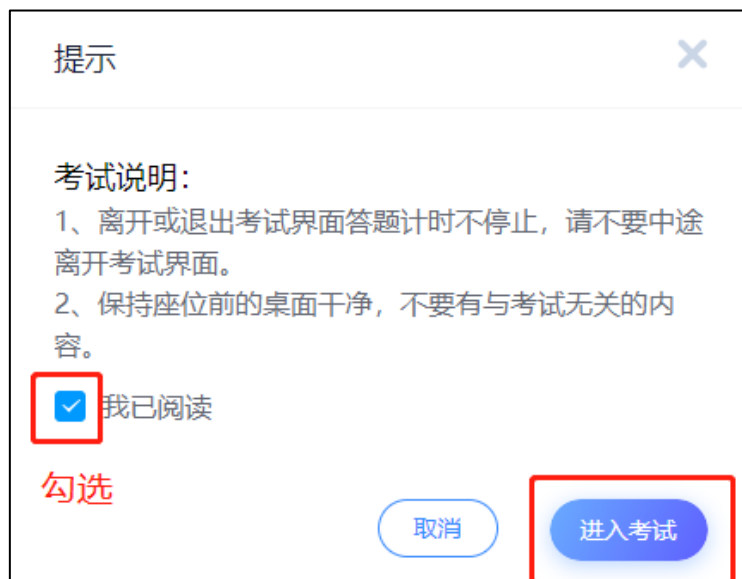 提示
考试说明：
1、离开或退出考试界面答题计时不停止，请不要中途
离开考试界面。
2、保持座位前的桌面干净，不要有与考试无关的内
容。
我已阅读
勾选
取消
进入考试